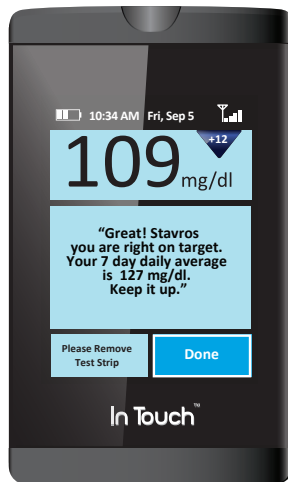 10:34 AM Fri, Sep 5
+12
109 mg/dl
“Great! Stavros
you are right on target.
Your 7 day daily average
is 127 mg/dl.
Keep it up.”
Please Remove
Test Strip
Done
In Touch™